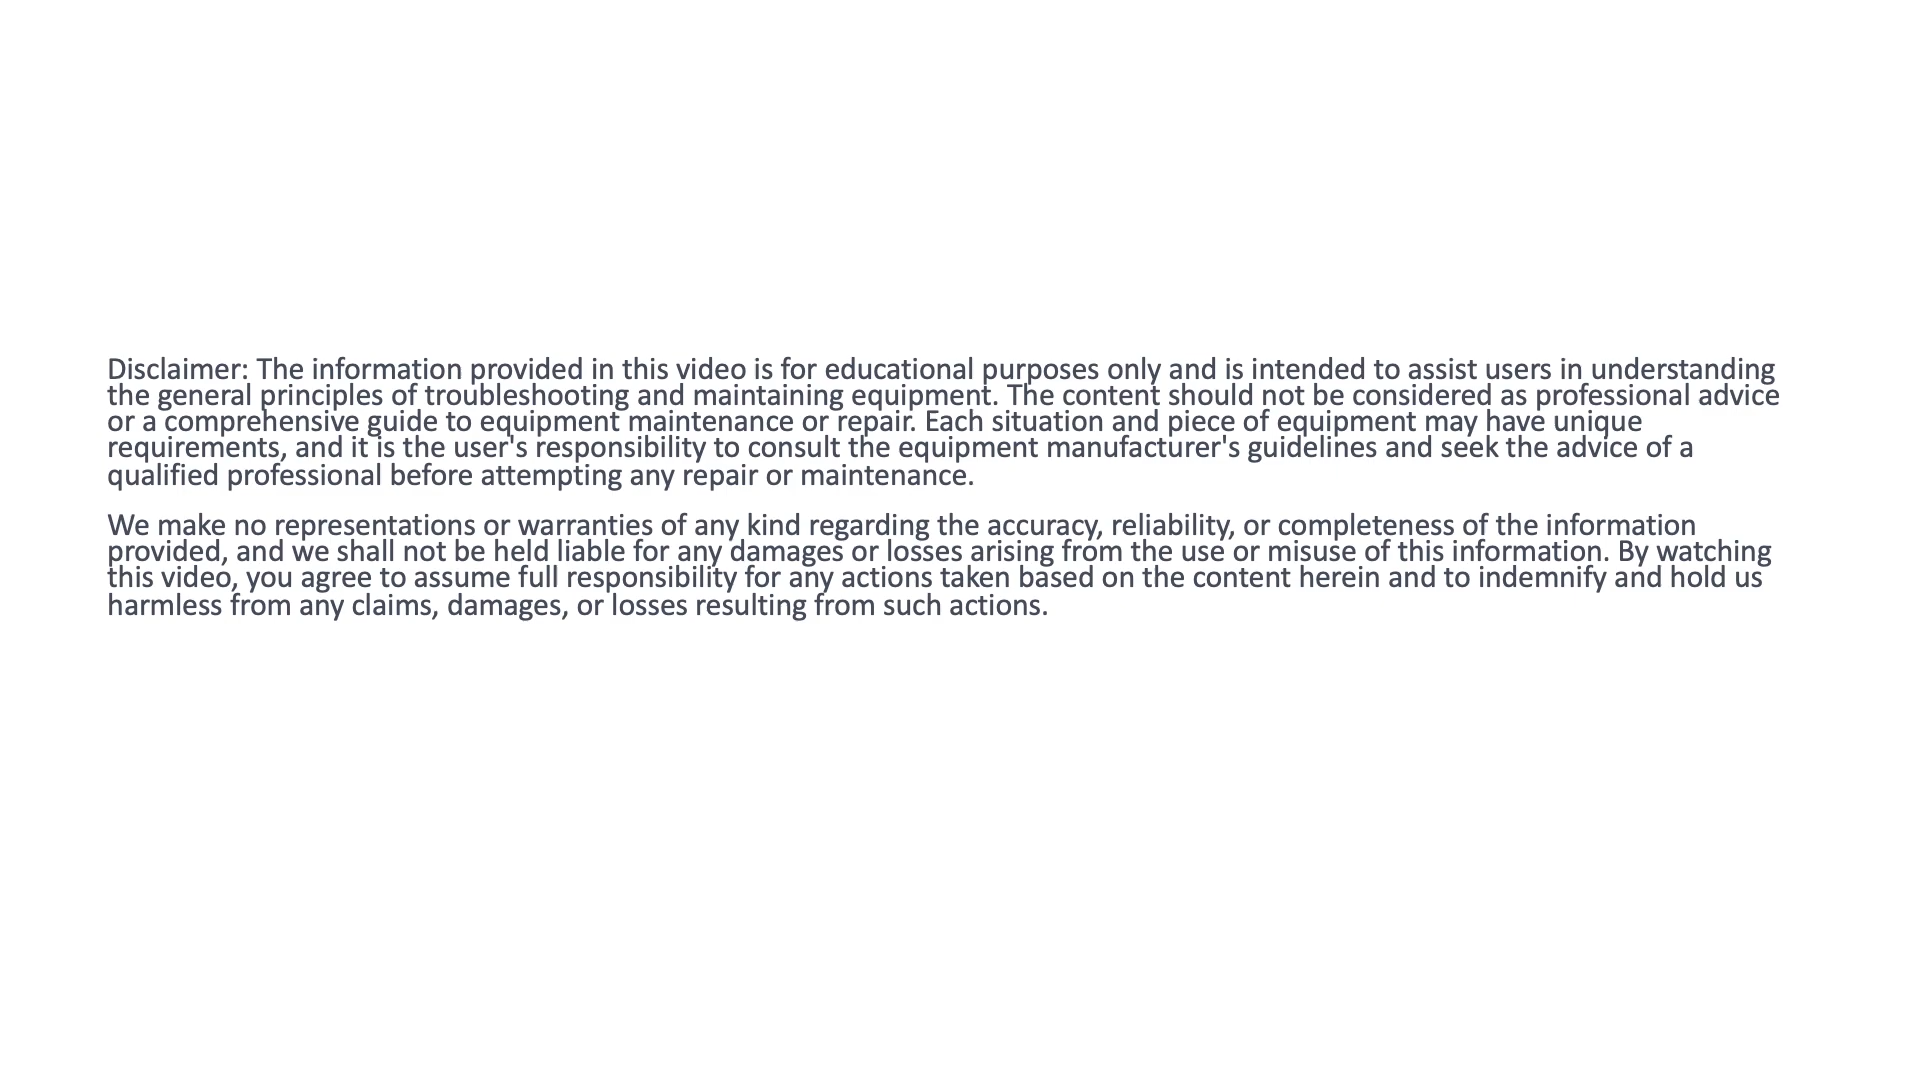 Disclaimer: The information provided in this video is for educational purposes only and is intended to assist users in understanding
the general principles of troubleshooting and maintaining equipment. The content should not be considered as professional advice
or a comprehensive guide to equipment maintenance or repair. Each situation and piece of equipment may have unique
requirements, and it is the user's responsibility to consult the equipment manufacturer's guidelines and seek the advice of a
qualified professional before attempting any repair or maintenance.
We make no representations or warranties of any kind regarding the accuracy, reliability, or completeness of the information
provided, and we shall not be held liable for any damages or losses arising from the use or misuse of this information. By watching
this video, you agree to assume full responsibility for any actions taken based on the content herein and to indemnify and hold us
harmless from any claims, damages, or losses resulting from such actions.